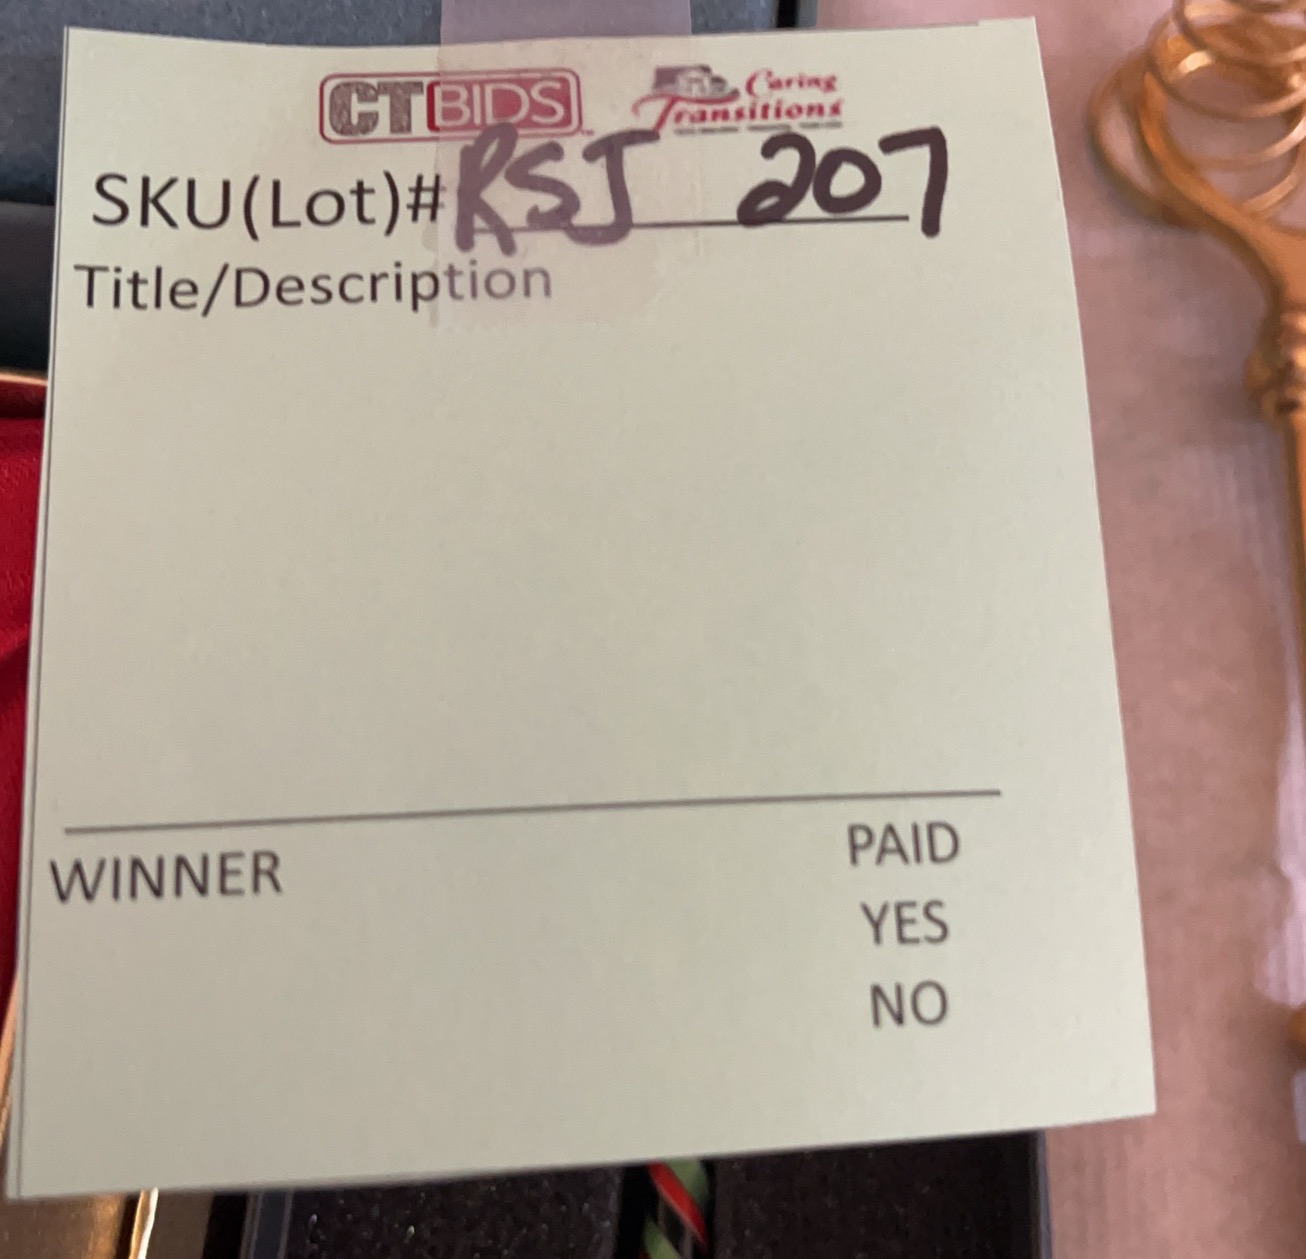 CTBIDS Caring Transitions
SKU(Lot)# RSJ 207
Title/Description
WINNER PAID
YES
NO